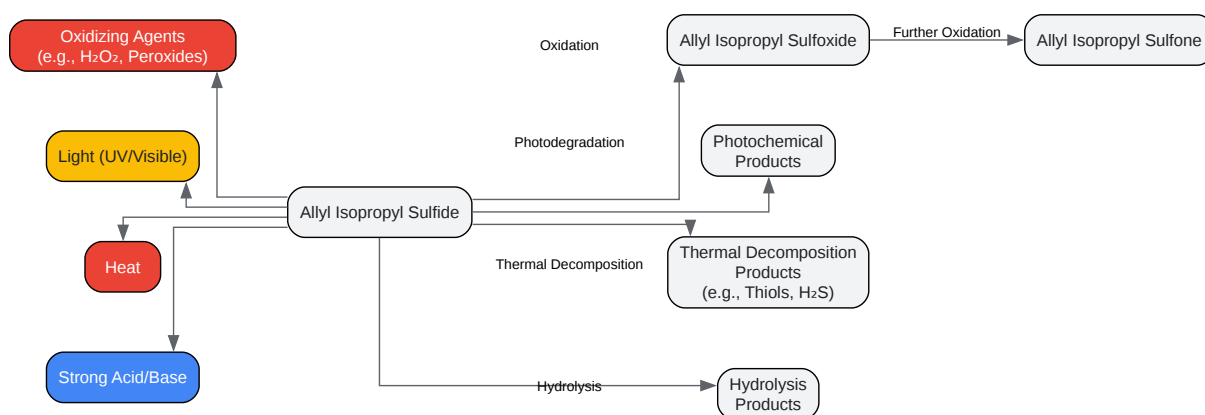 Oxidizing Agents
(e.g., H₂O₂, Peroxides)
Oxidation
Allyl Isopropyl Sulfoxide
Further Oxidation
Allyl Isopropyl Sulfone
Light (UV/Visible)
Photodegradation
Photochemical
Products
Allyl Isopropyl Sulfide
Heat
Thermal Decomposition
Thermal Decomposition
Products
(e.g., Thiols, H₂S)
Strong Acid/Base
Hydrolysis
Hydrolysis
Products